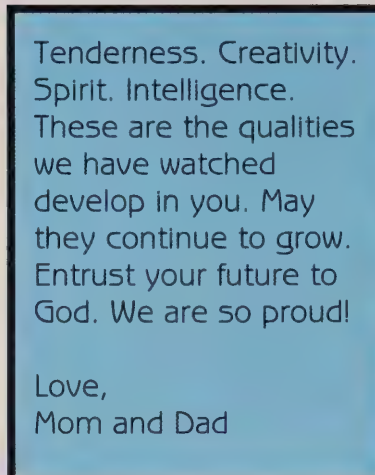 Tenderness. Creativity.
Spirit. Intelligence.
These are the qualities
we have watched
develop in you. May
they continue to grow.
Entrust your future to
God. We are so proud!
Love,
Mom and Dad